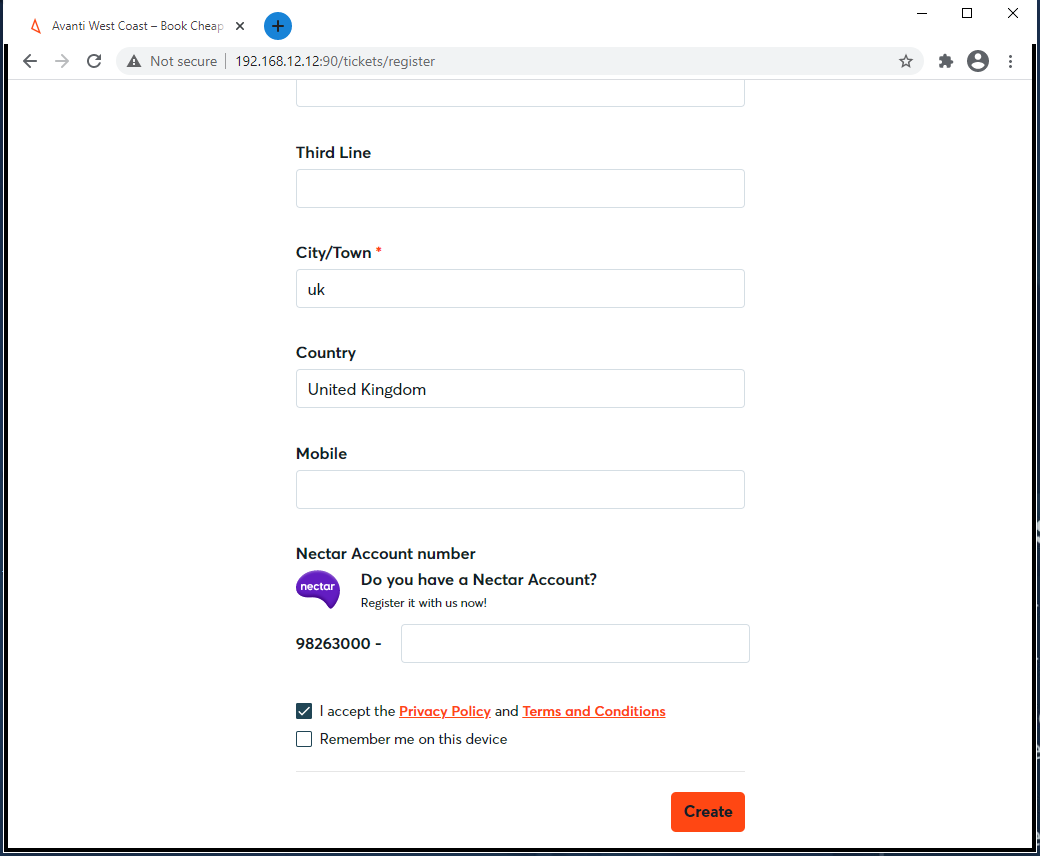 Avanti West Coast – Book Cheap
Not secure
192.168.12.12:90/tickets/register
Third Line
City/Town *
uk
Country
United Kingdom
Mobile
Nectar Account number
nectar
Do you have a Nectar Account?
Register it with us now!
98263000 -
I accept the Privacy Policy and Terms and Conditions
Remember me on this device
Create